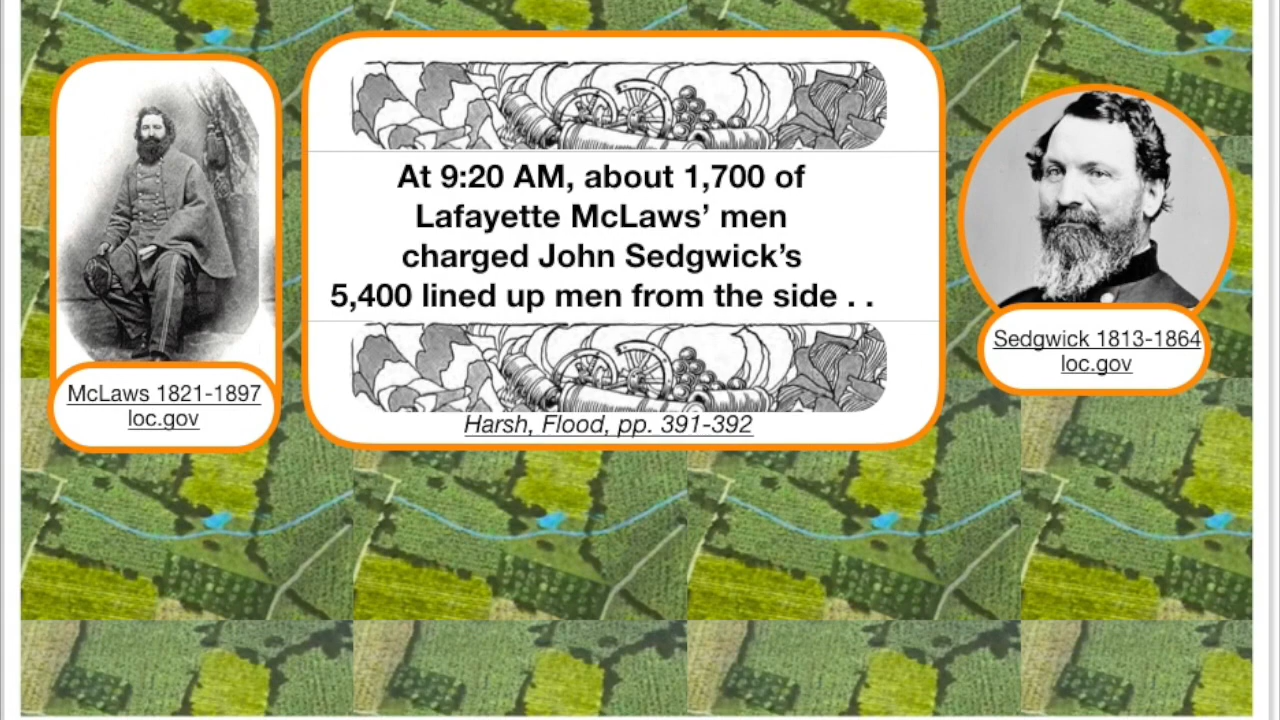 At 9:20 AM, about 1,700 of
Lafayette McLaws’ men
charged John Sedgwick’s
5,400 lined up men from the side . .
Harsh, Flood, pp. 391-392
McLaws 1821-1897
loc.gov
Sedgwick 1813-1864
loc.gov